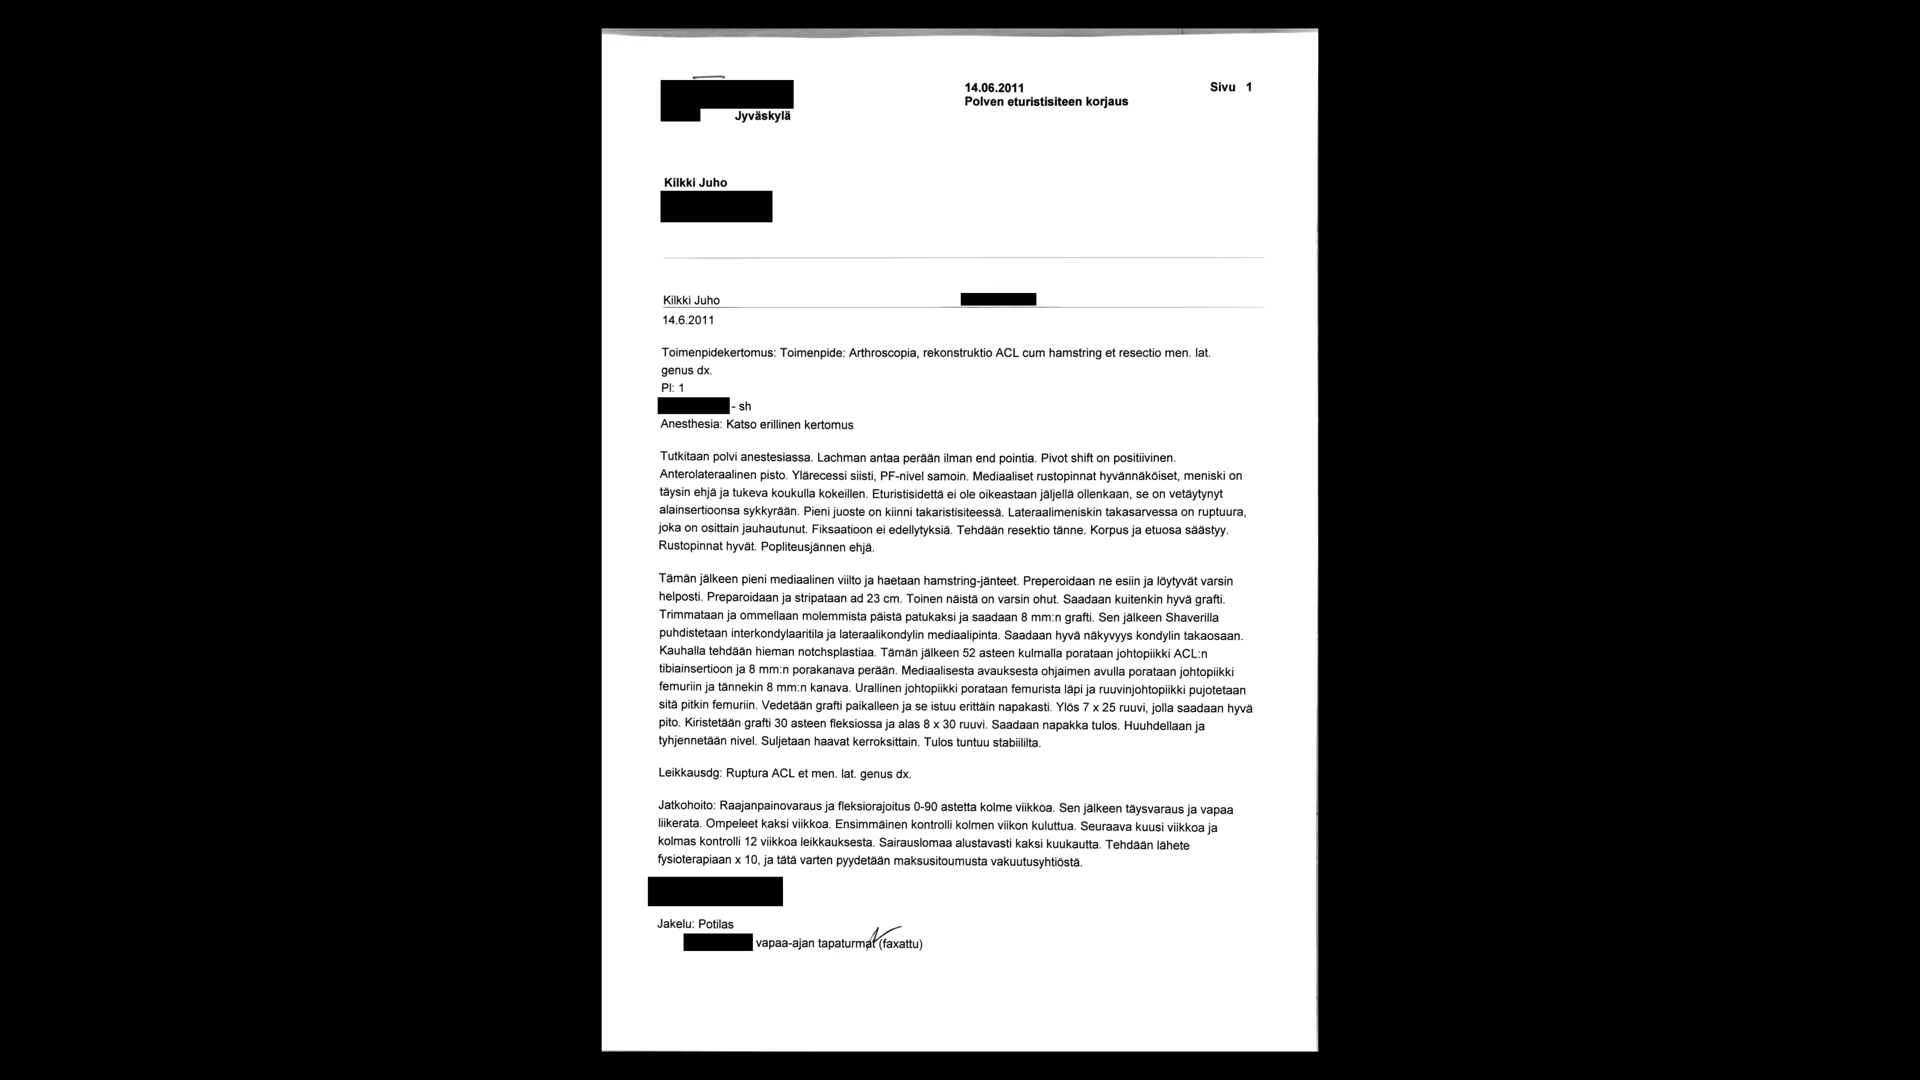 14.06.2011 Sivu 1
Polven eturistisiteen korjaus
Jyväskylä
Kilkki Juho
Kilkki Juho
14.6.2011
Toimenpidekertomus: Toimenpide: Arthroscopia, rekonstruktio ACL cum hamstring et resectio men. lat.
genus dx.
Pl: 1
- sh
Anesthesia: Katso erillinen kertomus
Tutkitaan polvi anestesiassa. Lachman antaa perään ilman end pointia. Pivot shift on positiivinen.
Anterolateraalinen pisto. Ylärecessi siisti, PF-nivel samoin. Mediaaliset rustopinnat hyvännäköiset, meniski on
täysin ehjä ja tukeva koukulla kokeillen. Eturistisidettä ei ole oikeastaan jäljellä ollenkaan, se on vetäytynyt
alainsertioonsa sykkyrään. Pieni juoste on kiinni takaristisiteessä. Lateraalimeniskin takasarvessa on ruptuura,
joka on osittain jauhautunut. Fiksaatioon ei edellytyksiä. Tehdään resektio tänne. Korpus ja etuosa säästyy.
Rustopinnat hyvät. Popliteusjännen ehjä.
Tämän jälkeen pieni mediaalinen viilto ja haetaan hamstring-jänteet. Preperoidaan ne esiin ja löytyvät varsin
helposti. Preparoidaan ja stripataan ad 23 cm. Toinen näistä on varsin ohut. Saadaan kuitenkin hyvä grafti.
Trimmataan ja ommellaan molemmista päistä patukaksi ja saadaan 8 mm:n grafti. Sen jälkeen Shaverilla
puhdistetaan interkondylaaritila ja lateraalikondylin mediaalipinta. Saadaan hyvä näkyvyys kondylin takaosaan.
Kauhalla tehdään hieman notchsplastiaa. Tämän jälkeen 52 asteen kulmalla porataan johtopiikki ACL:n
tibiainsertioon ja 8 mm:n porakanava perään. Mediaalisesta avauksesta ohjaimen avulla porataan johtopiikki
femuriin ja tännekin 8 mm:n kanava. Urallinen johtopiikki porataan femurista läpi ja ruuvinjohtopiikki pujotetaan
sitä pitkin femuriin. Vedetään grafti paikalleen ja se istuu erittäin napakasti. Ylös 7 x 25 ruuvi, jolla saadaan hyvä
pito. Kiristetään grafti 30 asteen fleksiossa ja alas 8 x 30 ruuvi. Saadaan napakka tulos. Huuhdellaan ja
tyhjennetään nivel. Suljetaan haavat kerroksittain. Tulos tuntuu stabiililta.
Leikkausdg: Ruptura ACL et men. lat. genus dx.
Jatkohoito: Raajanpainovaraus ja fleksiorajoitus 0-90 astetta kolme viikkoa. Sen jälkeen täysvaraus ja vapaa
liikerata. Ompeleet kaksi viikkoa. Ensimmäinen kontrolli kolmen viikon kuluttua. Seuraava kuusi viikkoa ja
kolmas kontrolli 12 viikkoa leikkauksesta. Sairauslomaa alustavasti kaksi kuukautta. Tehdään lähete
fysioterapiaan x 10, ja tätä varten pyydetään maksusitoumusta vakuutusyhtiöstä.
Jakelu: Potilas
vapaa-ajan tapaturmat (faxattu)